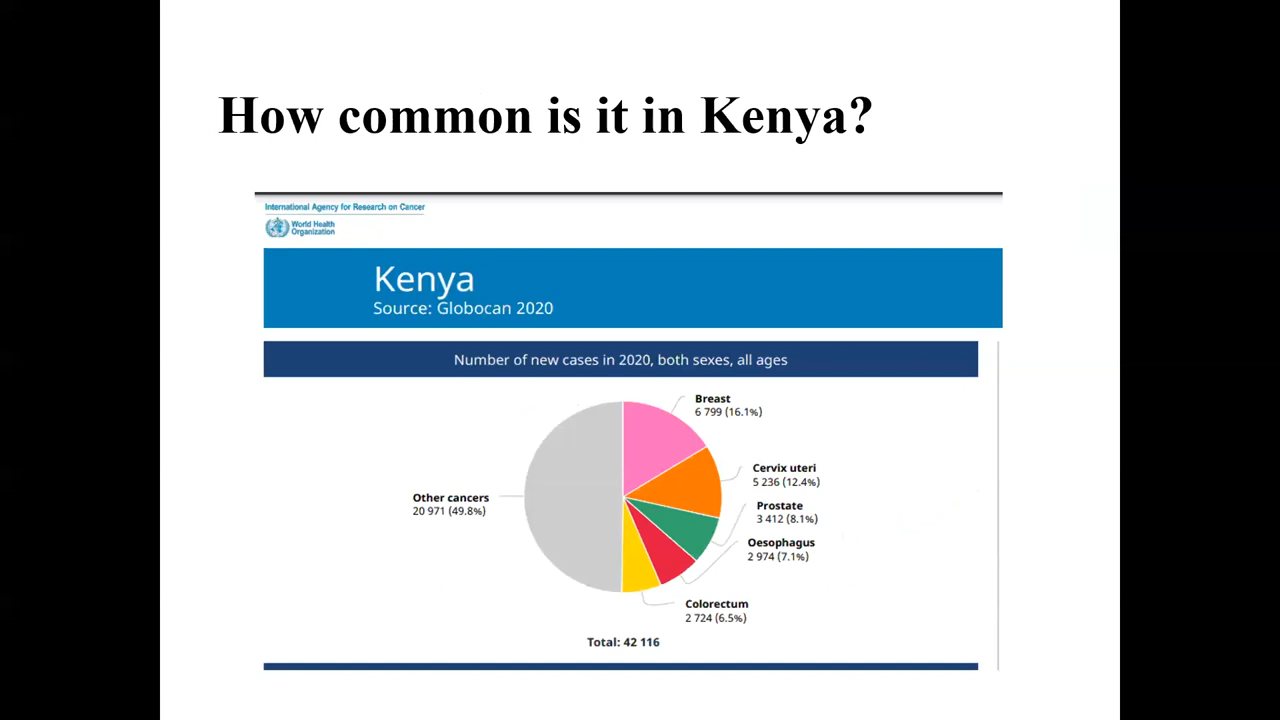 How common is it in Kenya?
International Agency for Research on Cancer
World Health
Organization
Kenya
Source: Globocan 2020
Number of new cases in 2020, both sexes, all ages
Breast
6 799 (16.1%)
Cervix uteri
5 236 (12.4%)
Prostate
3 412 (8.1%)
Oesophagus
2 974 (7.1%)
Colorectum
2 724 (6.5%)
Other cancers
20 971 (49.8%)
Total: 42 116